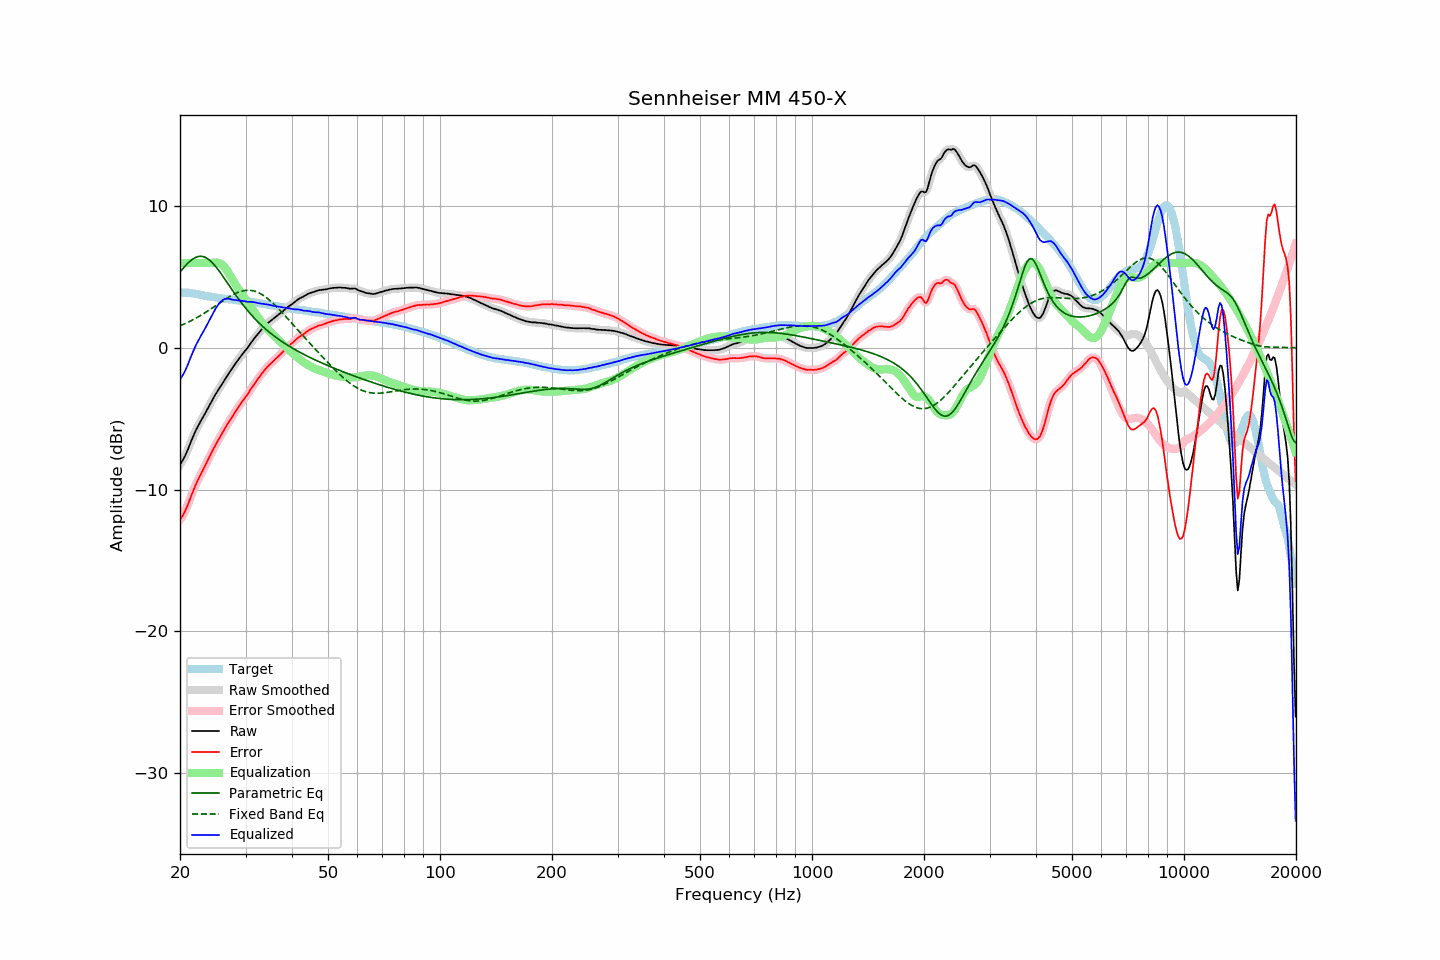 Sennheiser MM 450-X
Amplitude (dBr)
10
0
−10
−20
−30
Target
Raw Smoothed
Error Smoothed
Raw
Error
Equalization
Parametric Eq
Fixed Band Eq
Equalized
20 50 100 200 500 1000 2000 5000 10000 20000
Frequency (Hz)